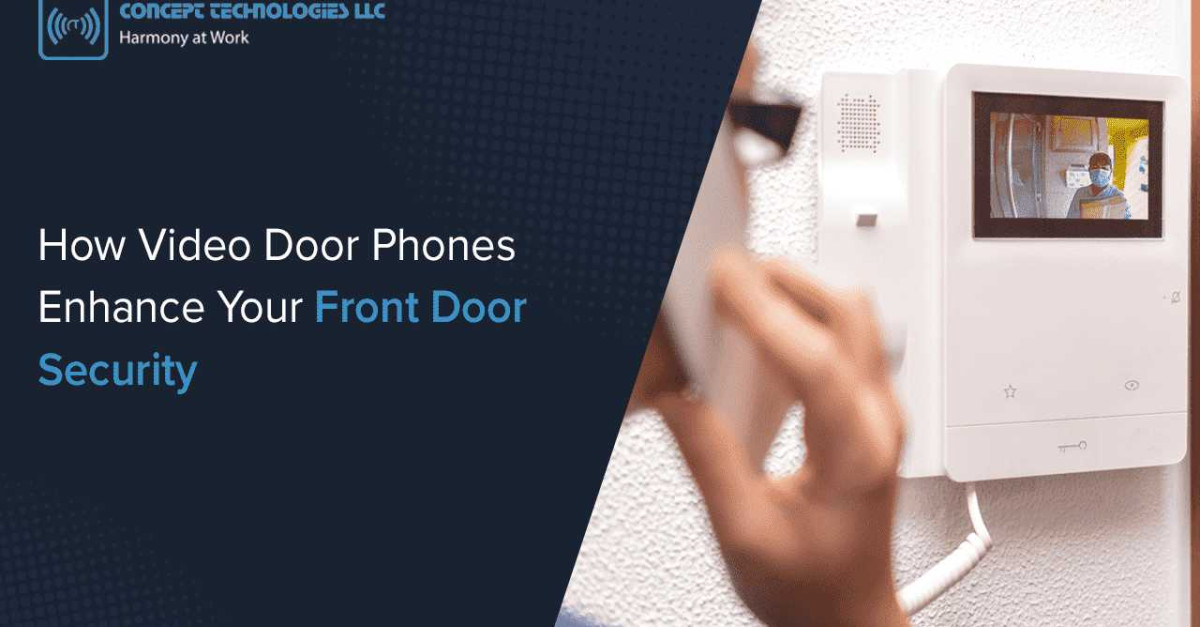 CONCEPT TECHNOLOGIES LLC
Harmony at Work
How Video Door Phones
Enhance Your Front Door
Security